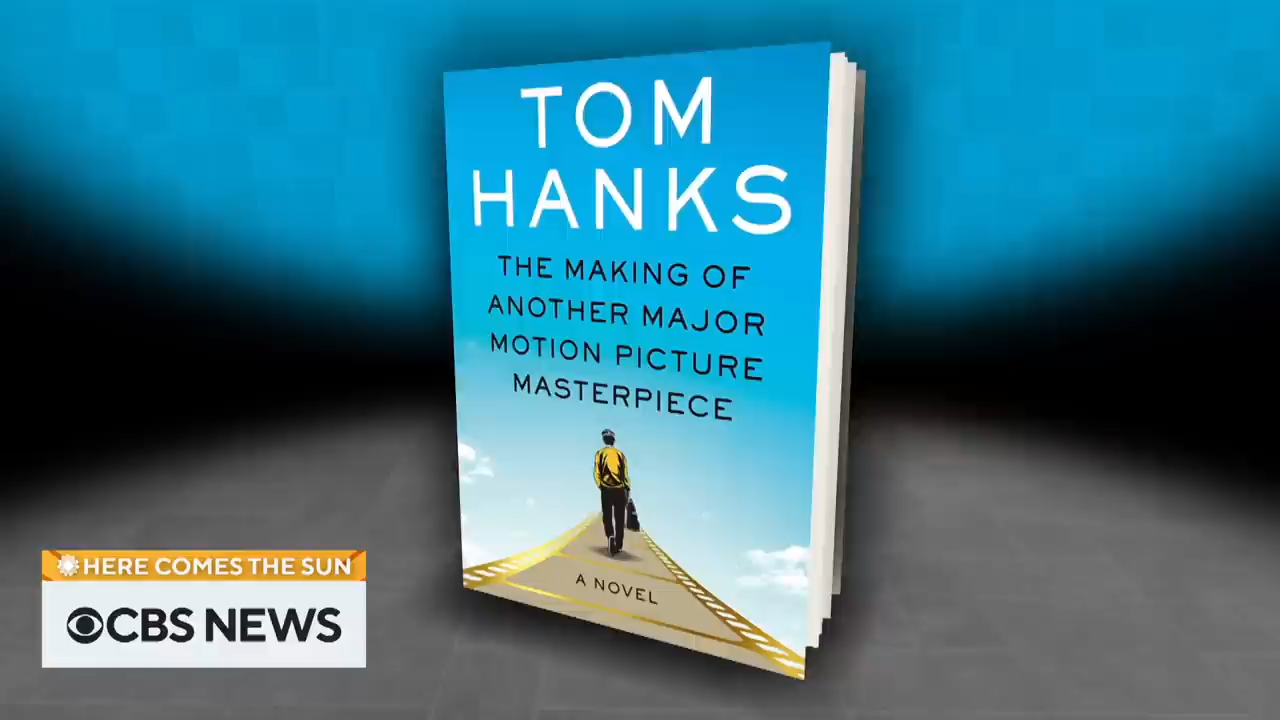 TOM
HANKS
THE MAKING OF
ANOTHER MAJOR
MOTION PICTURE
MASTERPIECE
A NOVEL
HERE COMES THE SUN
CBS NEWS